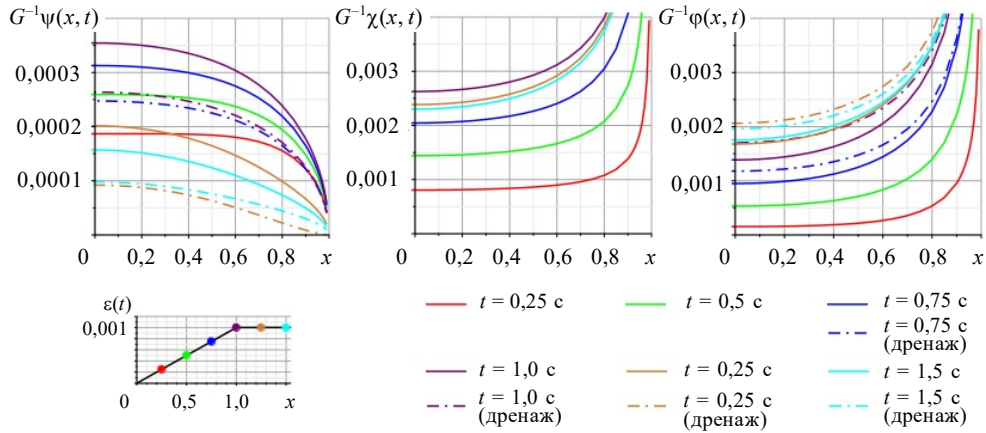 G⁻¹ψ(x, t)
0,0003
0,0002
0,0001
0 0,2 0,6 0,8 x
G⁻¹χ(x, t)
0,003
0,002
0,001
0 0,2 0,4 0,6 0,8 x
G⁻¹φ(x, t)
0,003
0,002
0,001
0 0,2 0,4 0,6 0,8 x
ε(t)
0,001
0 0,5 1,0 x
t = 0,25 с
t = 0,5 с
t = 0,75 с
t = 0,75 с
(дренаж)
t = 1,0 с
t = 0,25 с
t = 1,5 с
t = 1,0 с
(дренаж)
t = 0,25 с
(дренаж)
t = 1,5 с
(дренаж)